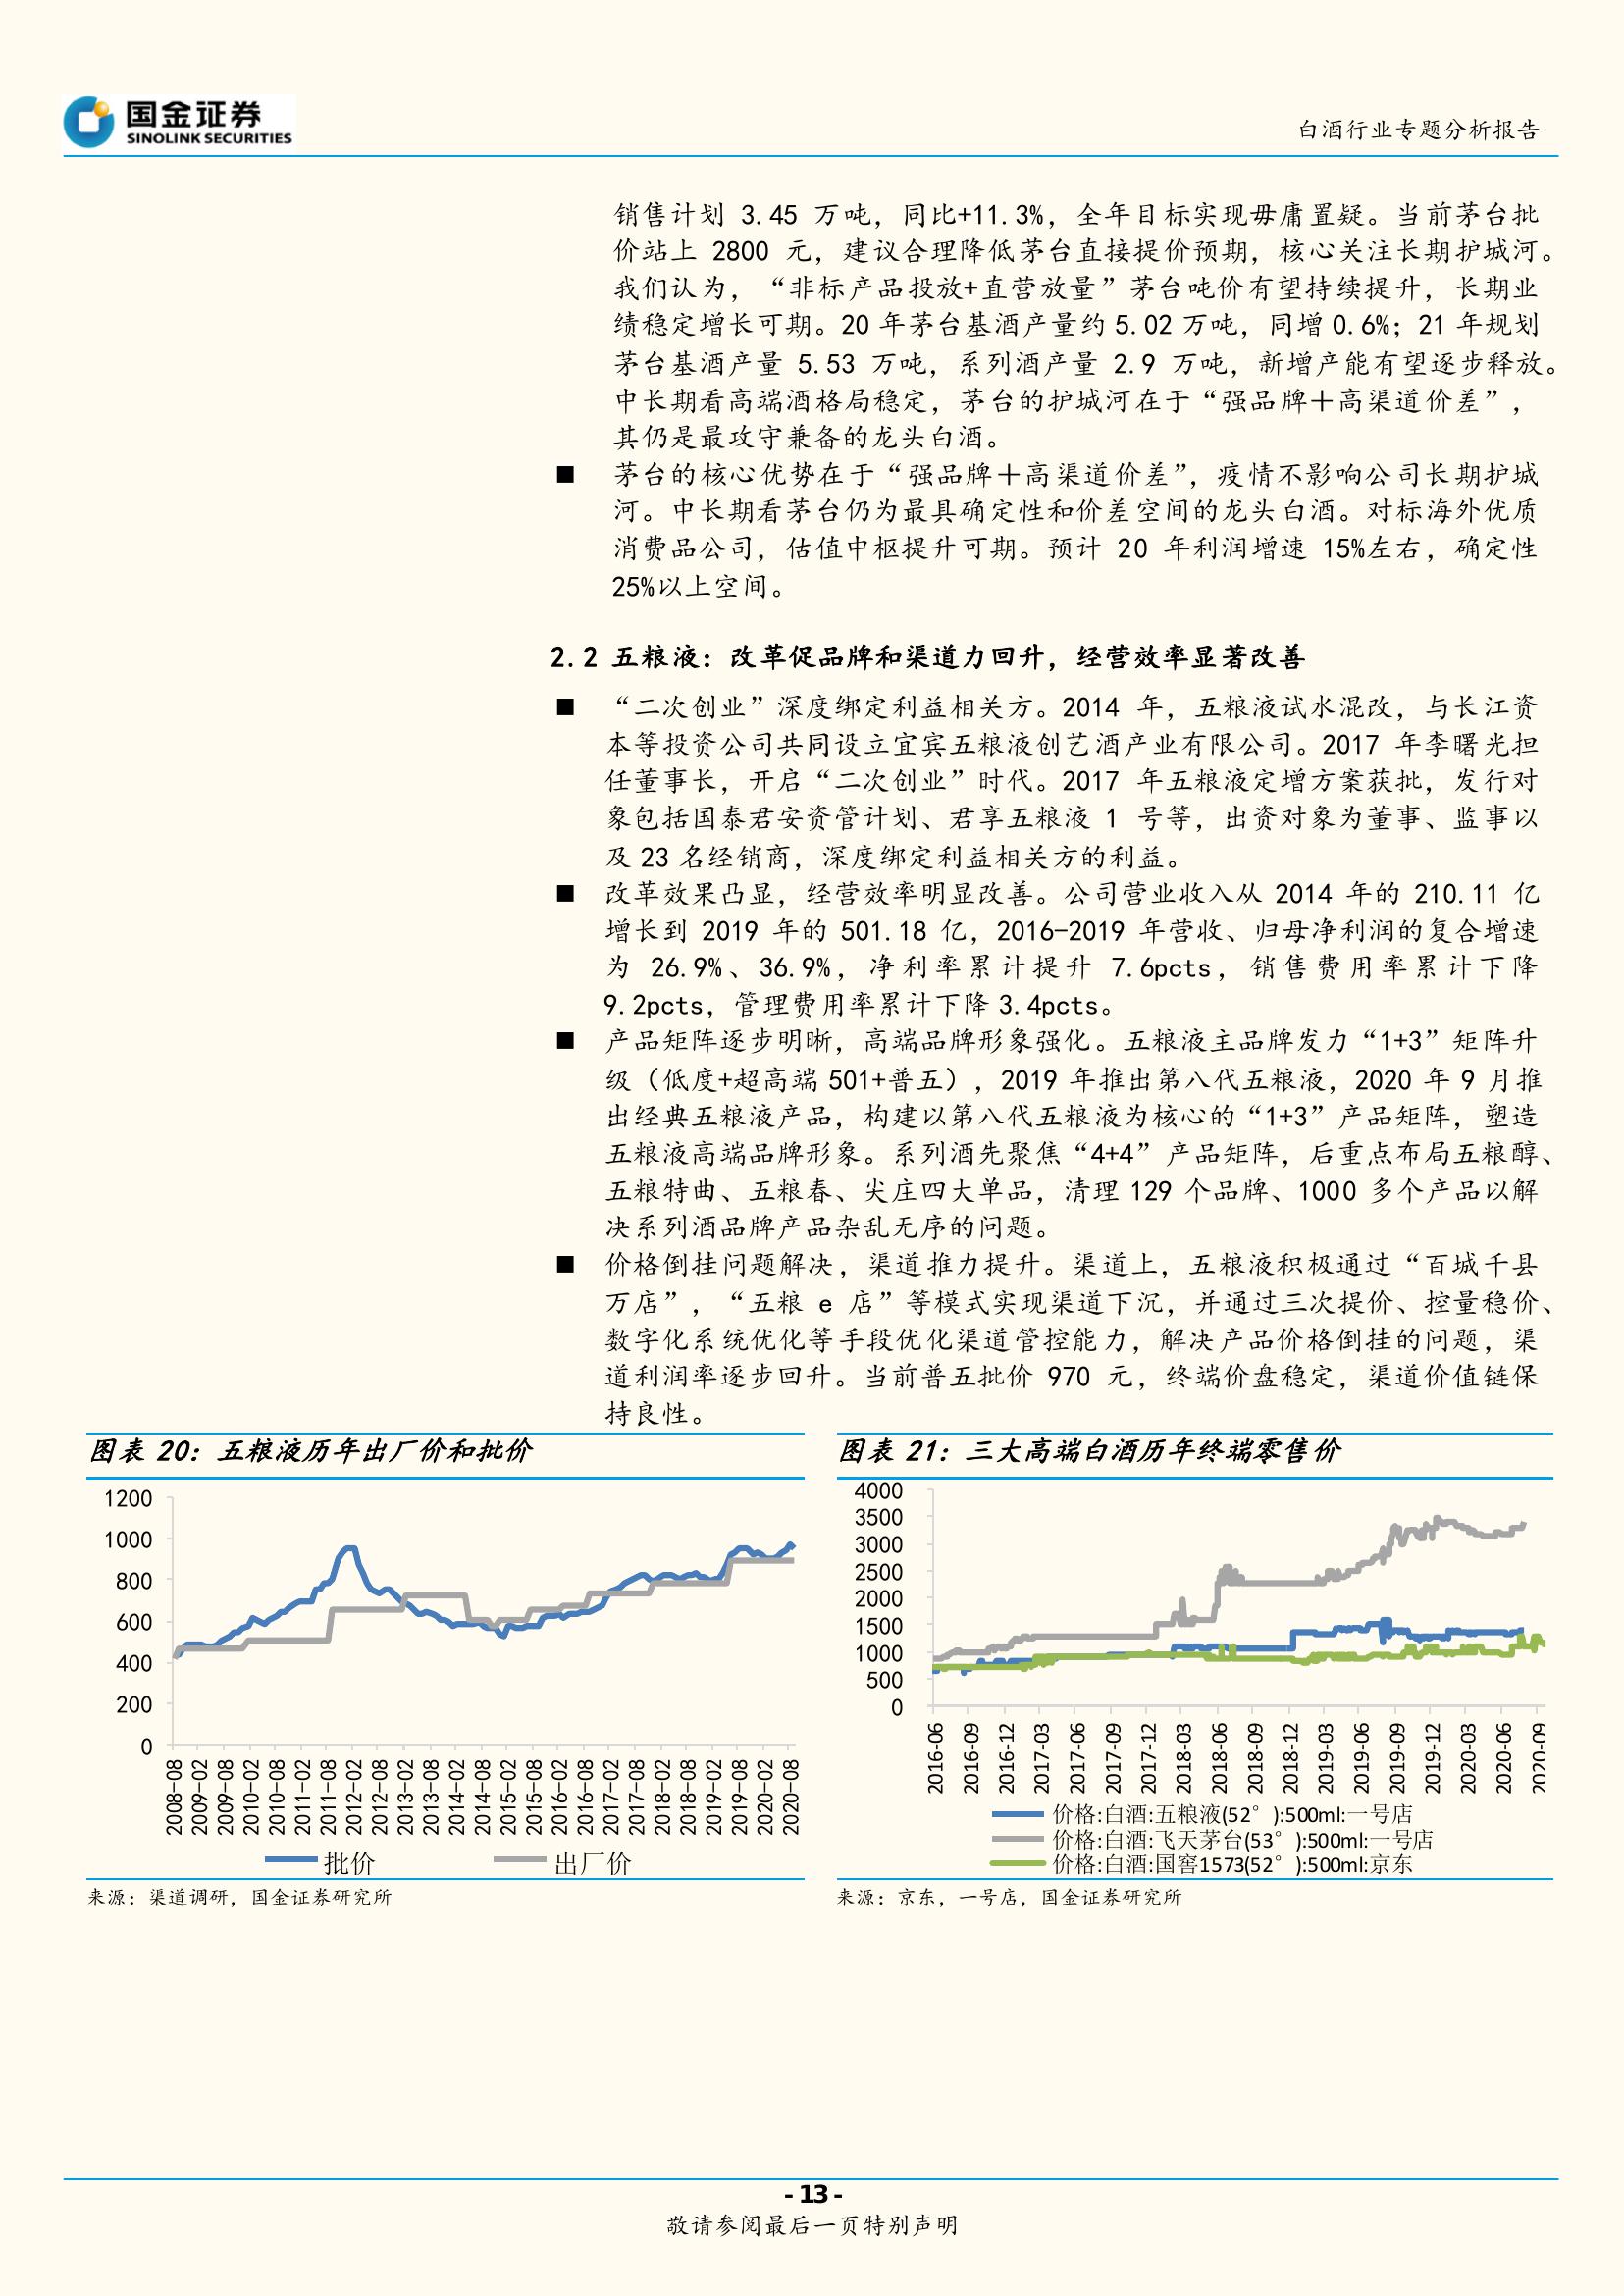 国金证券
SINOLINK SECURITIES
白酒行业专题分析报告
销售计划 3.45 万吨，同比+11.3%，全年目标实现毋庸置疑。当前茅台批
价站上 2800 元，建议合理降低茅台直接提价预期，核心关注长期护城河。
我们认为，“非标产品投放+直营放量”茅台吨价有望持续提升，长期业
绩稳定增长可期。20 年茅台基酒产量约 5.02 万吨，同增 0.6%；21 年规划
茅台基酒产量 5.53 万吨，系列酒产量 2.9 万吨，新增产能有望逐步释放。
中长期看高端酒格局稳定，茅台的护城河在于“强品牌＋高渠道价差”，
其仍是最攻守兼备的龙头白酒。
■ 茅台的核心优势在于“强品牌＋高渠道价差”，疫情不影响公司长期护城
河。中长期看茅台仍为最具确定性和价差空间的龙头白酒。对标海外优质
消费品公司，估值中枢提升可期。预计 20 年利润增速 15%左右，确定性
25%以上空间。
2.2 五粮液：改革促品牌和渠道力回升，经营效率显著改善
■ “二次创业”深度绑定利益相关方。2014 年，五粮液试水混改，与长江资
本等投资公司共同设立宜宾五粮液创艺酒产业有限公司。2017 年李曙光担
任董事长，开启“二次创业”时代。2017 年五粮液定增方案获批，发行对
象包括国泰君安资管计划、君享五粮液 1 号等，出资对象为董事、监事以
及 23 名经销商，深度绑定利益相关方的利益。
■ 改革效果凸显，经营效率明显改善。公司营业收入从 2014 年的 210.11 亿
增长到 2019 年的 501.18 亿，2016-2019 年营收、归母净利润的复合增速
为 26.9%、36.9%，净利率累计提升 7.6pcts，销售费用率累计下降
9.2pcts，管理费用率累计下降 3.4pcts。
■ 产品矩阵逐步明晰，高端品牌形象强化。五粮液主品牌发力“1+3”矩阵升
级（低度+超高端 501+普五），2019 年推出第八代五粮液，2020 年 9 月推
出经典五粮液产品，构建以第八代五粮液为核心的“1+3”产品矩阵，塑造
五粮液高端品牌形象。系列酒先聚焦“4+4”产品矩阵，后重点布局五粮醇、
五粮特曲、五粮春、尖庄四大单品，清理 129 个品牌、1000 多个产品以解
决系列酒品牌产品杂乱无序的问题。
■ 价格倒挂问题解决，渠道推力提升。渠道上，五粮液积极通过“百城千县
万店”，“五粮 e 店”等模式实现渠道下沉，并通过三次提价、控量稳价、
数字化系统优化等手段优化渠道管控能力，解决产品价格倒挂的问题，渠
道利润率逐步回升。当前普五批价 970 元，终端价盘稳定，渠道价值链保
持良性。
图表 20：五粮液历年出厂价和批价
1200
1000
800
600
400
200
0
2008-08
2009-02
2009-08
2010-02
2010-08
2011-02
2011-08
2012-02
2012-08
2013-02
2013-08
2014-02
2014-08
2015-02
2015-08
2016-02
2016-08
2017-02
2017-08
2018-02
2018-08
2019-02
2019-08
2020-02
2020-08
批价 出厂价
来源：渠道调研，国金证券研究所
图表 21：三大高端白酒历年终端零售价
4000
3500
3000
2500
2000
1500
1000
500
0
2016-06
2016-09
2016-12
2017-03
2017-06
2017-09
2017-12
2018-03
2018-06
2018-09
2018-12
2019-03
2019-06
2019-09
2019-12
2020-03
2020-06
2020-09
价格:白酒:五粮液(52°):500ml:一号店
价格:白酒:飞天茅台(53°):500ml:一号店
价格:白酒:国窖1573(52°):500ml:京东
来源：京东，一号店，国金证券研究所
- 13 -
敬请参阅最后一页特别声明